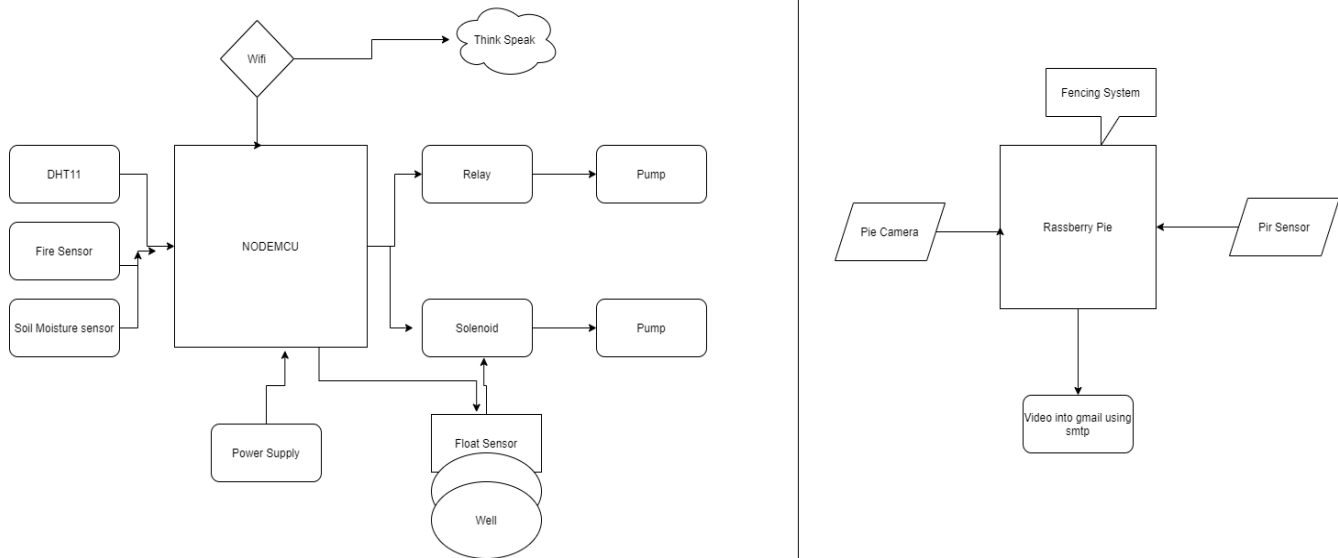 Wifi
Think Speak
DHT11
Fire Sensor
Soil Moisture sensor
NODEMCU
Relay
Pump
Solenoid
Pump
Power Supply
Float Sensor
Well
Fencing System
Pie Camera
Rassberry Pie
Pir Sensor
Video into gmail using
smtp